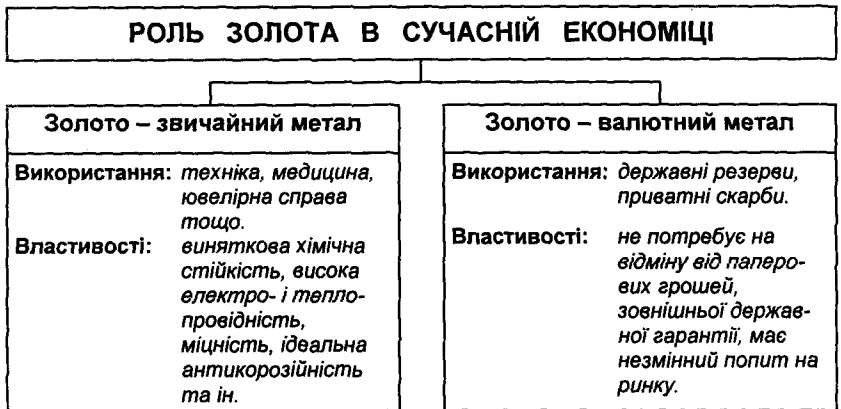 РОЛЬ ЗОЛОТА В СУЧАСНІЙ ЕКОНОМІЦІ
Золото – звичайний метал
Використання: техніка, медицина,
ювелірна справа
тощо.
Властивості: виняткова хімічна
стійкість, висока
електро- і тепло-
провідність,
міцність, ідеальна
антикорозійність
та ін.
Золото – валютний метал
Використання: державні резерви,
приватні скарби.
Властивості: не потребує на
відміну від паперо-
вих грошей,
зовнішньої держав-
ної гарантії, має
незмінний попит на
ринку.